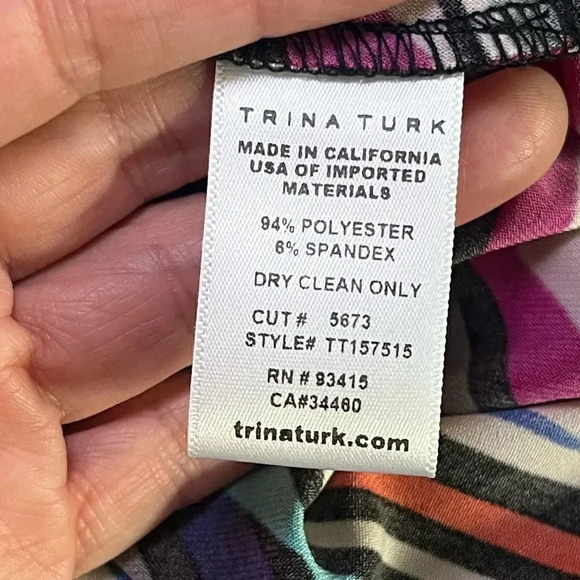 TRINA TURK
MADE IN CALIFORNIA
USA OF IMPORTED
MATERIALS
94% POLYESTER
6% SPANDEX
DRY CLEAN ONLY
CUT# 5673
STYLE# TT157515
RN # 93415
CA#34460
trinaturk.com